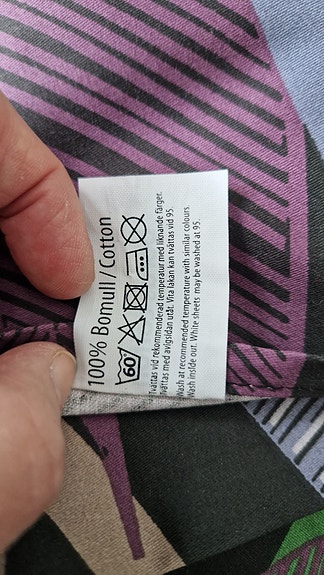 100% Bomull / Cotton
60
Tvättas vid rekommenderad temperatur med liknande färger.
Tvättas med avigsidan utåt. Vita lakan kan tvättas vid 95.
Wash at recommended temperature with similar colours.
Wash inside out. White sheets may be washed at 95.